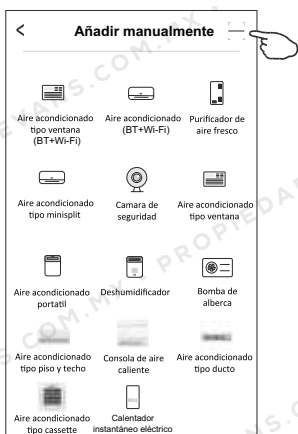 Añadir manualmente
Aire acondicionado
tipo ventana
(BT+Wi-Fi)
Aire acondicionado
(BT+Wi-Fi)
Purificador de
aire fresco
Aire acondicionado
tipo minisplit
Camara de
seguridad
Aire acondicionado
tipo ventana
Aire acondicionado
portatil
Deshumidificador
Bomba de
alberca
Aire acondicionado
tipo piso y techo
Consola de aire
caliente
Aire acondicionado
tipo ducto
Aire acondicionado
tipo cassette
Calentador
instantáneo eléctrico